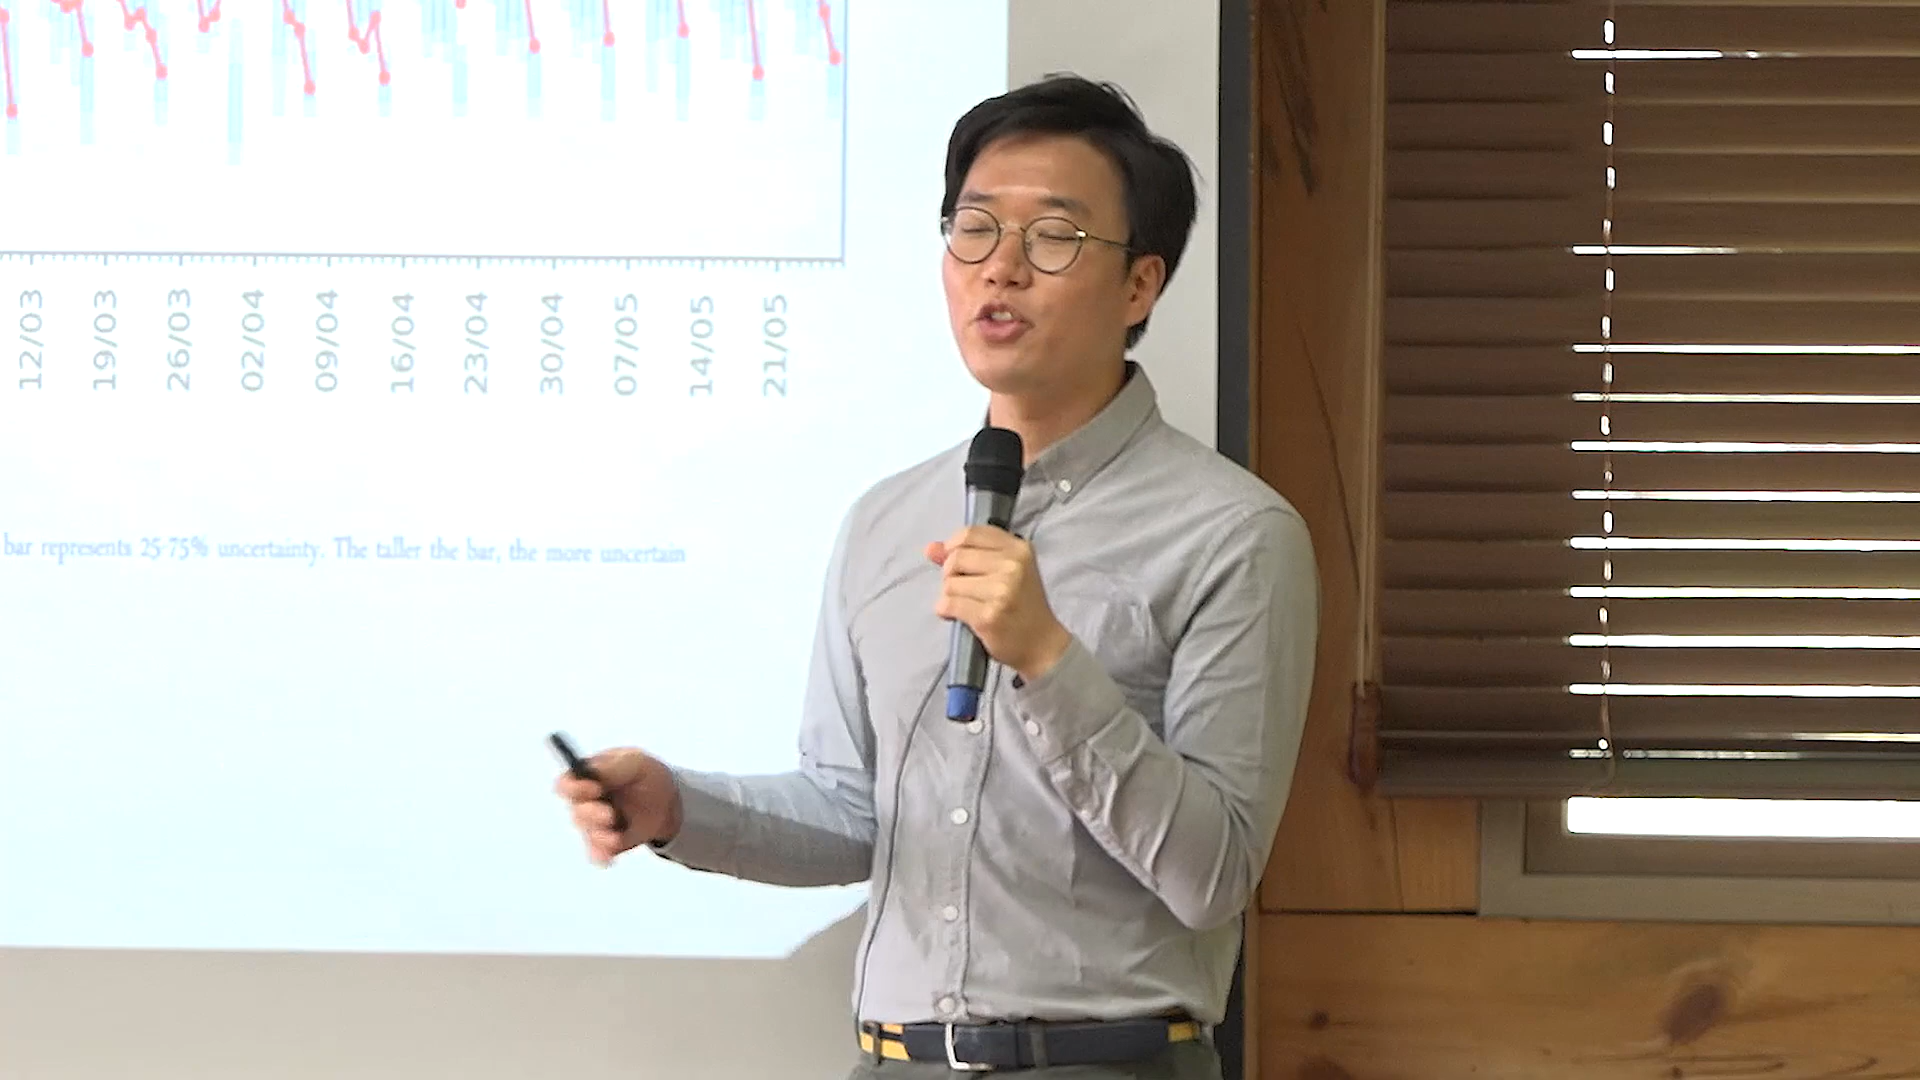 12/03 19/03 26/03 02/04 09/04 16/04 23/04 30/04 07/05 14/05 21/05
bar represents 25-75% uncertainty. The taller the bar, the more uncertain